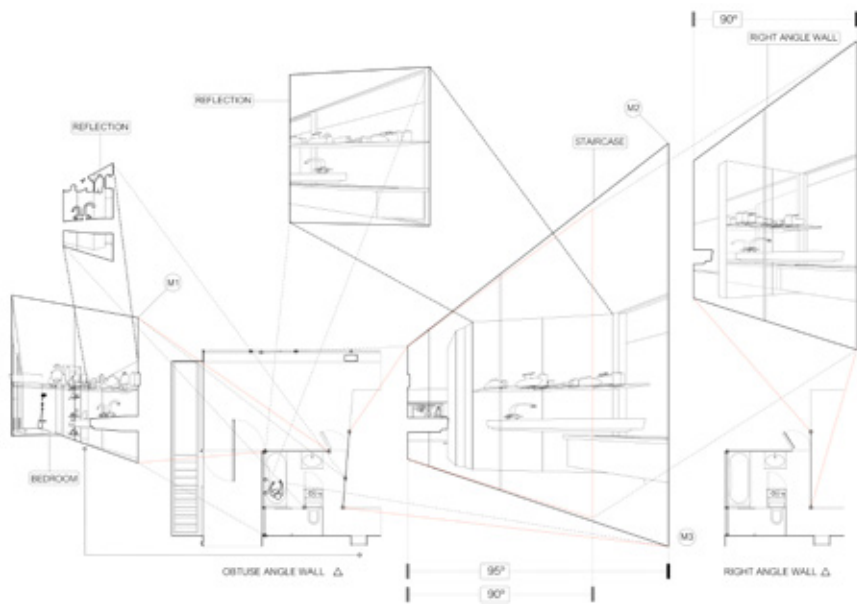 90°
RIGHT ANGLE WALL
REFLECTION
M2
REFLECTION
STAIRCASE
M1
BEDROOM
M3
OBTUSE ANGLE WALL △
95°
RIGHT ANGLE WALL △
90°